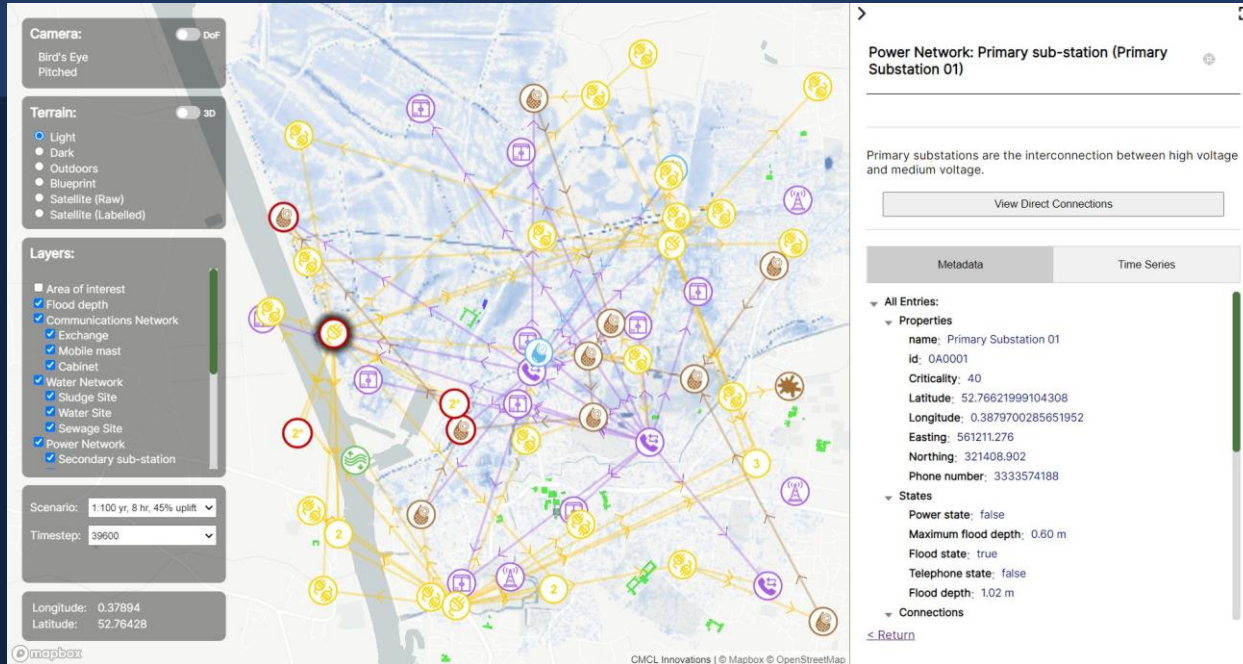 Camera:
DoF
Bird's Eye
Pitched
Terrain:
3D
Light
Dark
Outdoors
Blueprint
Satellite (Raw)
Satellite (Labelled)
Layers:
Area of interest
Flood depth
Communications Network
Exchange
Mobile mast
Cabinet
Water Network
Sludge Site
Water Site
Sewage Site
Power Network
Secondary sub-station
Scenario: 1:100 yr, 8 hr, 45% uplift
Timestep: 39600
Longitude: 0.37894
Latitude: 52.76428
mapbox
2*
2*
3
2
2
CMCL Innovations | © Mapbox © OpenStreetMap
Power Network: Primary sub-station (Primary
Substation 01)
Primary substations are the interconnection between high voltage
and medium voltage.
View Direct Connections
Metadata
Time Series
All Entries:
Properties
name: Primary Substation 01
id: 0A0001
Criticality: 40
Latitude: 52.76621999104308
Longitude: 0.3879700285651952
Easting: 561211.276
Northing: 321408.902
Phone number: 3333574188
States
Power state: false
Maximum flood depth: 0.60 m
Flood state: true
Telephone state: false
Flood depth: 1.02 m
Connections
< Return